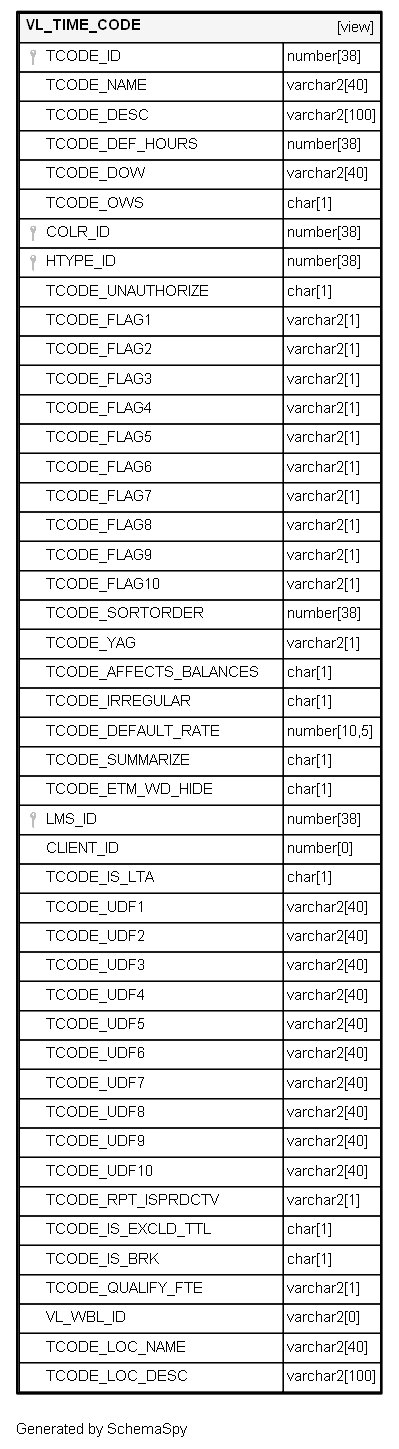 VL_TIME_CODE [view]
TCODE_ID number[38]
TCODE_NAME varchar2[40]
TCODE_DESC varchar2[100]
TCODE_DEF_HOURS number[38]
TCODE_DOW varchar2[40]
TCODE_OWS char[1]
COLR_ID number[38]
HTYPE_ID number[38]
TCODE_UNAUTHORIZE char[1]
TCODE_FLAG1 varchar2[1]
TCODE_FLAG2 varchar2[1]
TCODE_FLAG3 varchar2[1]
TCODE_FLAG4 varchar2[1]
TCODE_FLAG5 varchar2[1]
TCODE_FLAG6 varchar2[1]
TCODE_FLAG7 varchar2[1]
TCODE_FLAG8 varchar2[1]
TCODE_FLAG9 varchar2[1]
TCODE_FLAG10 varchar2[1]
TCODE_SORTORDER number[38]
TCODE_YAG varchar2[1]
TCODE_AFFECTS_BALANCES char[1]
TCODE_IRREGULAR char[1]
TCODE_DEFAULT_RATE number[10,5]
TCODE_SUMMARIZE char[1]
TCODE_ETM_WD_HIDE char[1]
LMS_ID number[38]
CLIENT_ID number[0]
TCODE_IS_LTA char[1]
TCODE_UDF1 varchar2[40]
TCODE_UDF2 varchar2[40]
TCODE_UDF3 varchar2[40]
TCODE_UDF4 varchar2[40]
TCODE_UDF5 varchar2[40]
TCODE_UDF6 varchar2[40]
TCODE_UDF7 varchar2[40]
TCODE_UDF8 varchar2[40]
TCODE_UDF9 varchar2[40]
TCODE_UDF10 varchar2[40]
TCODE_RPT_ISPRDCTV varchar2[1]
TCODE_IS_EXCLD_TTL char[1]
TCODE_IS_BRK char[1]
TCODE_QUALIFY_FTE varchar2[1]
VL_WBL_ID varchar2[0]
TCODE_LOC_NAME varchar2[40]
TCODE_LOC_DESC varchar2[100]
Generated by SchemaSpy